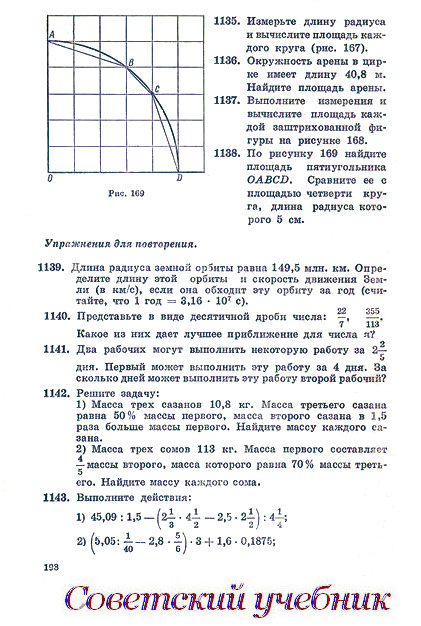 A
B
C
O
D
Рис. 169
1135. Измерьте длину радиуса
и вычислите площадь каж-
дого круга (рис. 167).
1136. Окружность арены в цир-
ке имеет длину 40,8 м.
Найдите площадь арены.
1137. Выполните измерения и
вычислите площадь каж-
дой заштрихованной фи-
гуры на рисунке 168.
1138. По рисунку 169 найдите
площадь пятиугольника
OABCD. Сравните ее с
площадью четверти кру-
га, длина радиуса кото-
рого 5 см.
Упражнения для повторения.
1139. Длина радиуса земной орбиты равна 149,5 млн. км. Опре-
делите длину этой орбиты и скорость движения Зем-
ли (в км/с), если она обходит эту орбиту за год (счи-
тайте, что 1 год = 3,16 · 10⁷ с).
1140. Представьте в виде десятичной дроби числа: 22/7, 355/113.
Какое из них дает лучшее приближение для числа π?
1141. Два рабочих могут выполнить некоторую работу за 2 2/5
дня. Первый может выполнить эту работу за 4 дня. За
сколько дней может выполнить эту работу второй рабочий?
1142. Решите задачу:
1) Масса трех сазанов 10,8 кг. Масса третьего сазана
равна 50% массы первого, масса второго сазана в 1,5
раза больше массы первого. Найдите массу каждого са-
зана.
2) Масса трех сомов 113 кг. Масса первого составляет
4/5 массы второго, масса которого равна 70% массы треть-
его. Найдите массу каждого сома.
1143. Выполните действия:
1) 45,09 : 1,5 — (2 1/3 · 4 1/2 — 2,5 · 2 1/2) : 4 1/4;
2) (5,05 : 1/40 — 2,8 · 5/6) · 3 + 1,6 · 0,1875;
198
Советский учебник